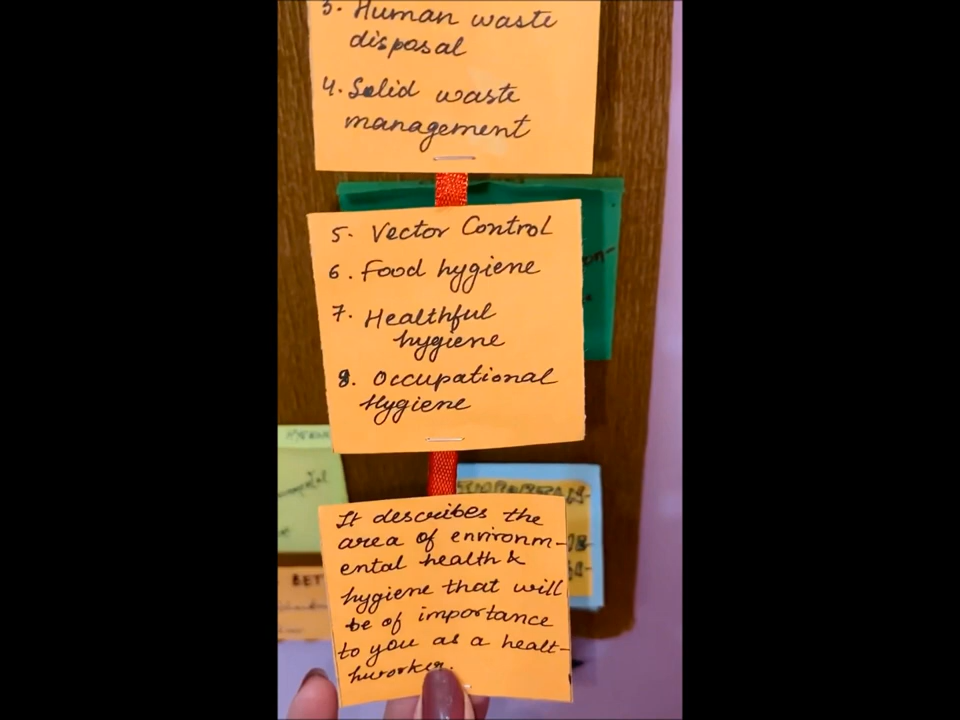 3. Human waste
disposal
4. Solid waste
management
5. Vector Control
6. Food hygiene
7. Healthful
hygiene
8. Occupational
Hygiene
It describes the
area of environm-
ental health &
hygiene that will
be of importance
to you as a healt-
hworker.
BET